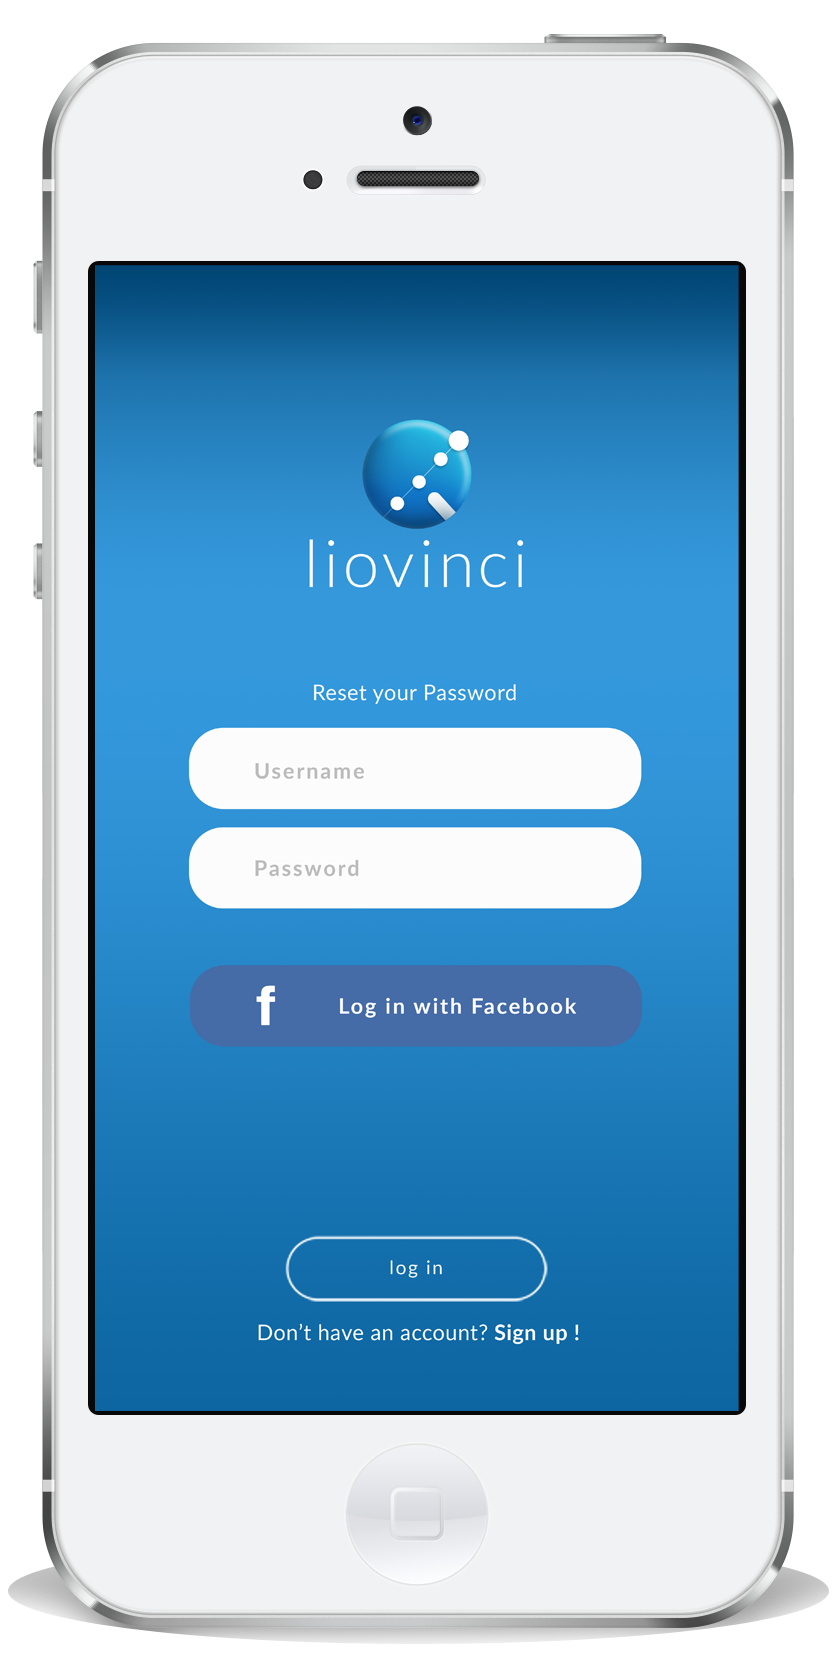 liovinci
Reset your Password
Username
Password
f Log in with Facebook
log in
Don’t have an account? Sign up !